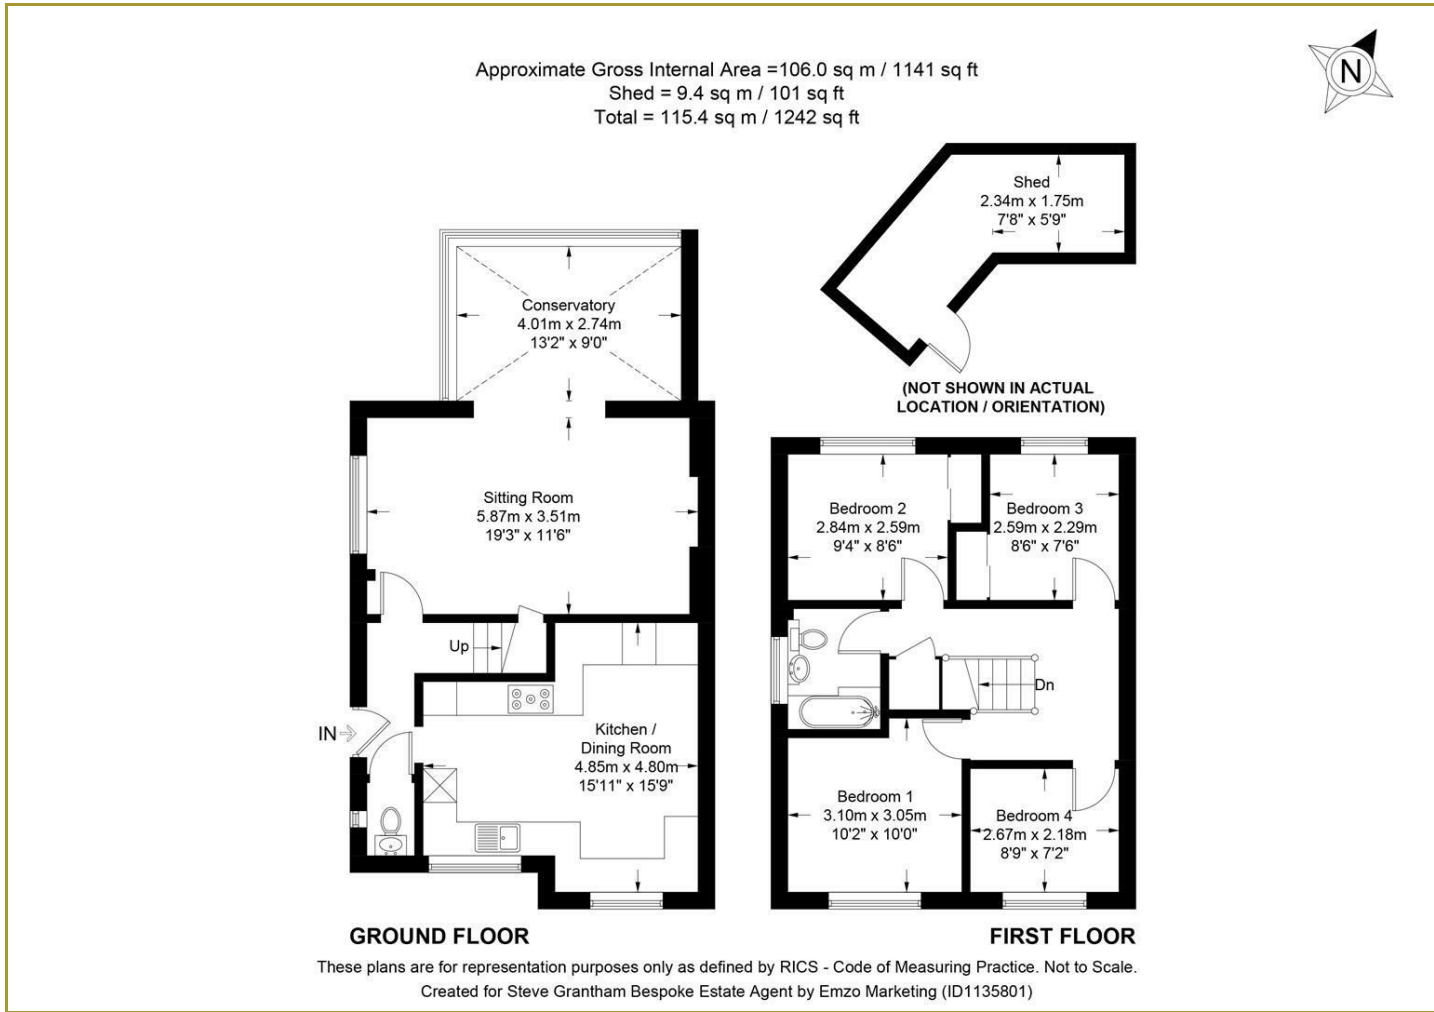 Approximate Gross Internal Area =106.0 sq m / 1141 sq ft
Shed = 9.4 sq m / 101 sq ft
Total = 115.4 sq m / 1242 sq ft
N
Shed
2.34m x 1.75m
7'8" x 5'9"
(NOT SHOWN IN ACTUAL
LOCATION / ORIENTATION)
Conservatory
4.01m x 2.74m
13'2" x 9'0"
Sitting Room
5.87m x 3.51m
19'3" x 11'6"
Up
IN
Kitchen /
Dining Room
4.85m x 4.80m
15'11" x 15'9"
GROUND FLOOR
Bedroom 2
2.84m x 2.59m
9'4" x 8'6"
Bedroom 3
2.59m x 2.29m
8'6" x 7'6"
Dn
Bedroom 1
3.10m x 3.05m
10'2" x 10'0"
Bedroom 4
2.67m x 2.18m
8'9" x 7'2"
FIRST FLOOR
These plans are for representation purposes only as defined by RICS - Code of Measuring Practice. Not to Scale.
Created for Steve Grantham Bespoke Estate Agent by Emzo Marketing (ID1135801)